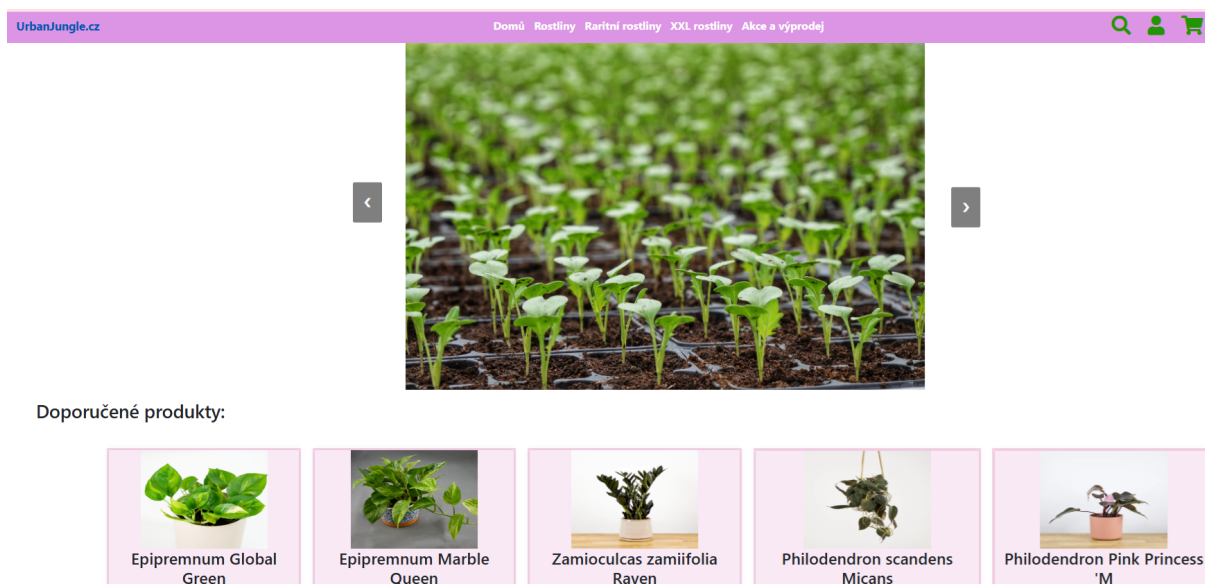 UrbanJungle.cz
Domů Rostliny Raritní rostliny XXL rostliny Akce a výprodej
Doporučené produkty:
Epipremnum Global
Green
Epipremnum Marble
Queen
Zamioculcas zamiifolia
Raven
Philodendron scandens
Micans
Philodendron Pink Princess
'M